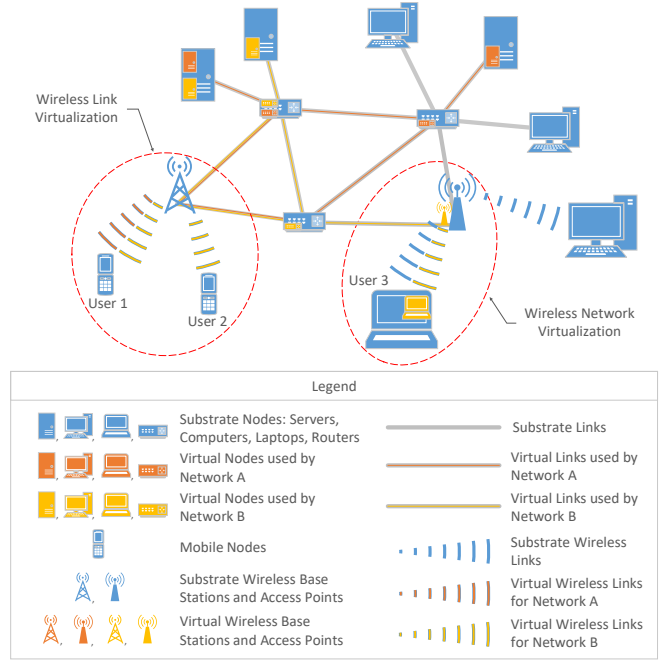 Wireless Link
Virtualization
User 1
User 2
User 3
Wireless Network
Virtualization
Legend
Substrate Nodes: Servers,
Computers, Laptops, Routers
Virtual Nodes used by
Network A
Virtual Nodes used by
Network B
Mobile Nodes
Substrate Wireless Base
Stations and Access Points
Virtual Wireless Base
Stations and Access Points
Substrate Links
Virtual Links used by
Network A
Virtual Links used by
Network B
Substrate Wireless
Links
Virtual Wireless Links
for Network A
Virtual Wireless Links
for Network B